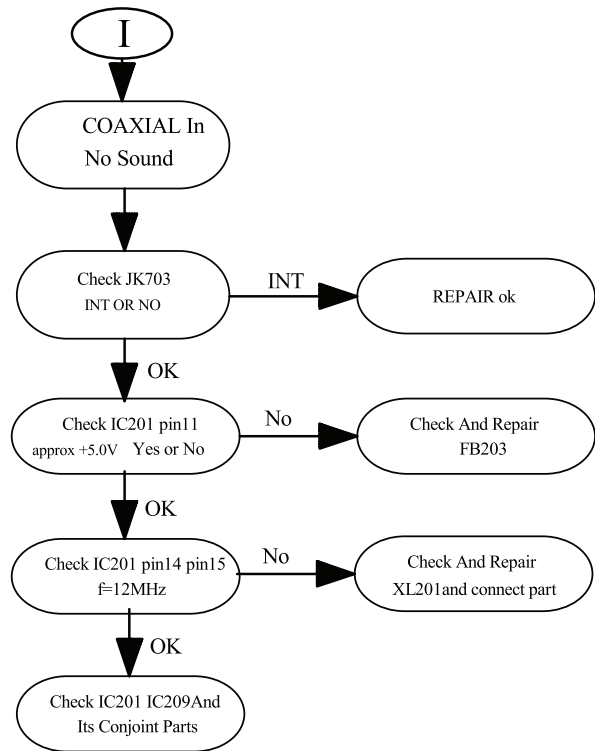 I
COAXIAL In
No Sound
Check JK703
INT OR NO
INT
REPAIR ok
OK
Check IC201 pin11
approx +5.0V Yes or No
No
Check And Repair
FB203
OK
Check IC201 pin14 pin15
f=12MHz
No
Check And Repair
XL201and connect part
OK
Check IC201 IC209And
Its Conjoint Parts